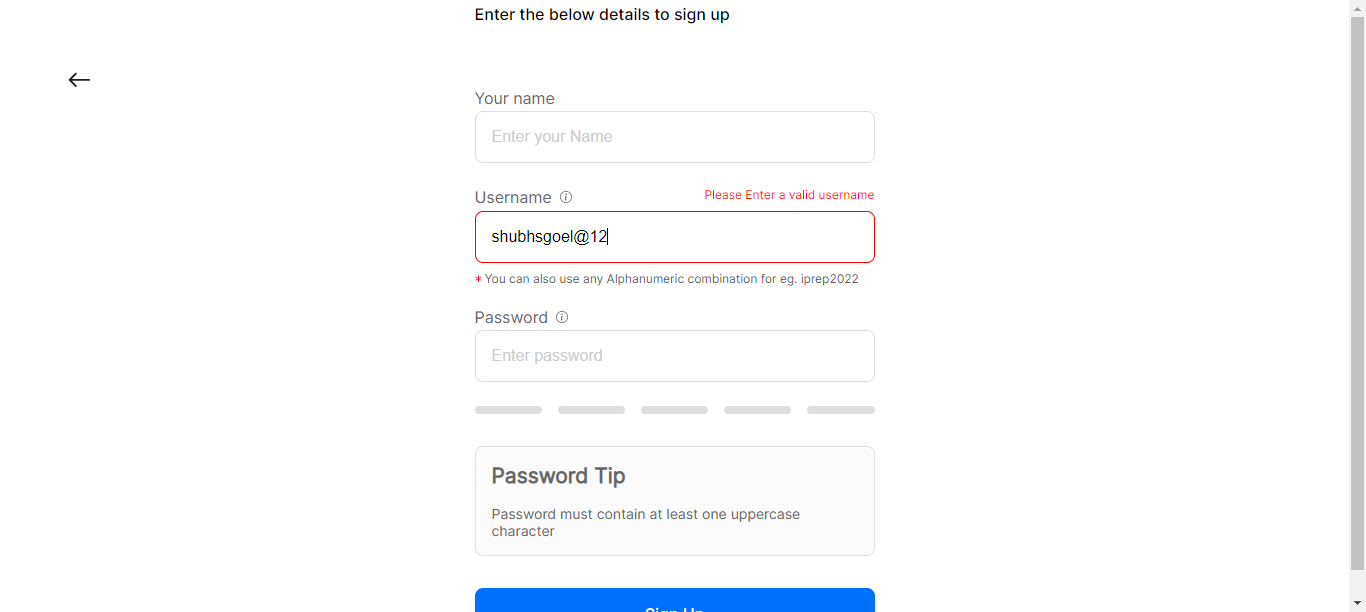 Enter the below details to sign up
Your name
Enter your Name
Username
Please Enter a valid username
shubhsgoel@12
* You can also use any Alphanumeric combination for eg. iprep2022
Password
Enter password
Password Tip
Password must contain at least one uppercase
character
Sign Up